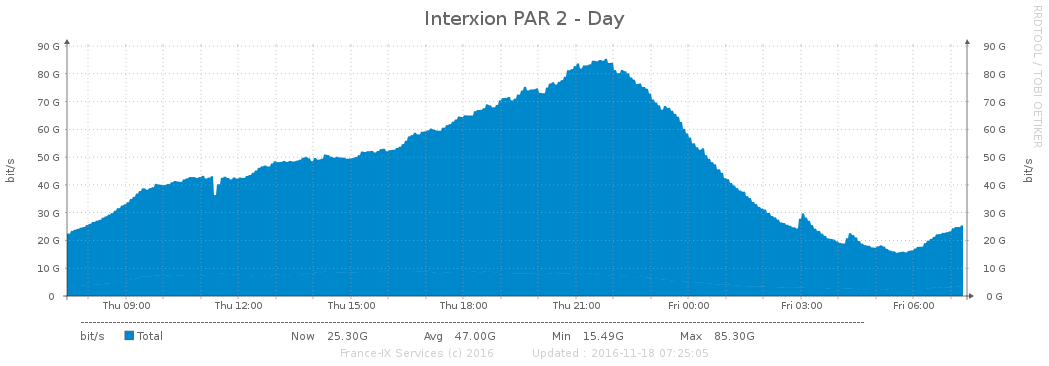 Interxion PAR 2 - Day
RRDTOOL / TOBI OETIKER
90 G 90 G
80 G 80 G
70 G 70 G
60 G 60 G
50 G 50 G
40 G 40 G
30 G 30 G
20 G 20 G
10 G 10 G
0 0 G
bit/s bit/s
Thu 09:00 Thu 12:00 Thu 15:00 Thu 18:00 Thu 21:00 Fri 00:00 Fri 03:00 Fri 06:00
bit/s Total Now 25.30G Avg 47.00G Min 15.49G Max 85.30G
France-IX Services (c) 2016 Updated : 2016-11-18 07:25:05